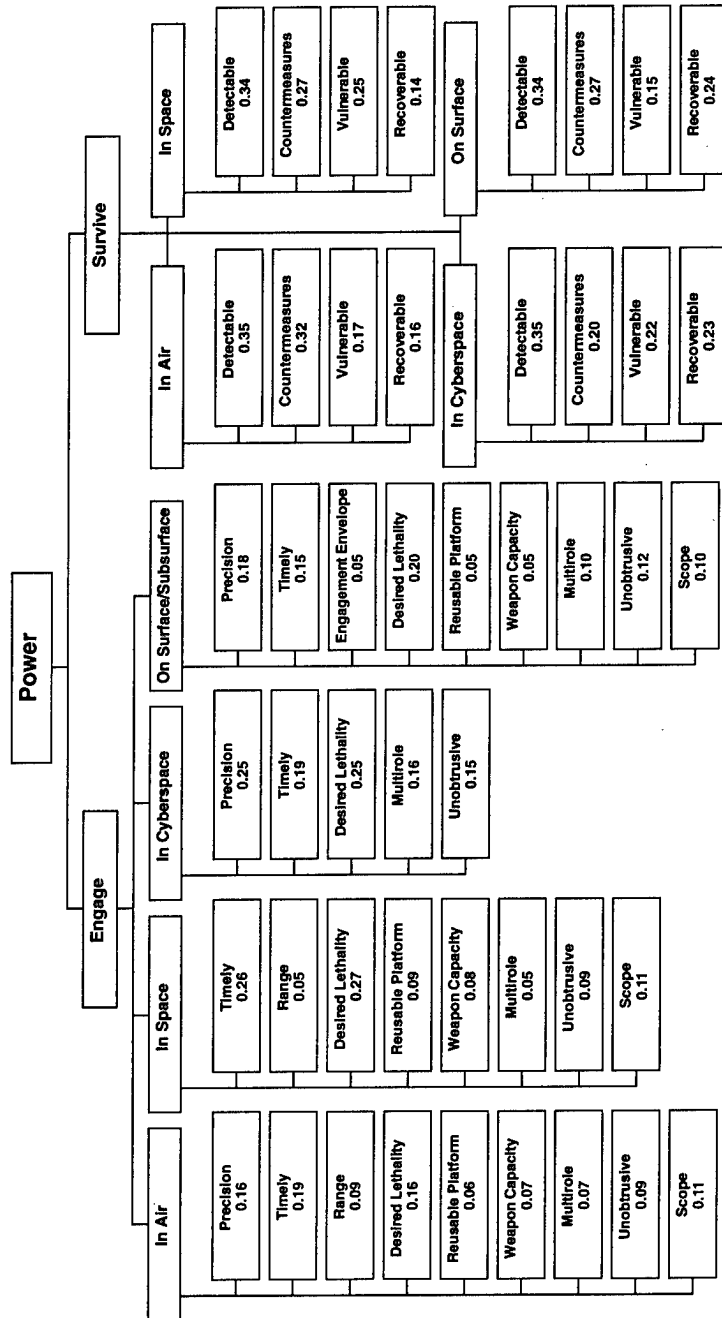 Power
Engage
Survive
In Air
Precision
0.16
Timely
0.19
Range
0.09
Desired Lethality
0.16
Reusable Platform
0.06
Weapon Capacity
0.07
Multirole
0.07
Unobtrusive
0.09
Scope
0.11
In Space
Timely
0.26
Range
0.05
Desired Lethality
0.27
Reusable Platform
0.09
Weapon Capacity
0.08
Multirole
0.05
Unobtrusive
0.09
Scope
0.11
In Cyberspace
Precision
0.25
Timely
0.19
Desired Lethality
0.25
Multirole
0.16
Unobtrusive
0.15
On Surface/Subsurface
Precision
0.18
Timely
0.15
Engagement Envelope
0.05
Desired Lethality
0.20
Reusable Platform
0.05
Weapon Capacity
0.05
Multirole
0.10
Unobtrusive
0.12
Scope
0.10
In Air
Detectable
0.35
Countermeasures
0.32
Vulnerable
0.17
Recoverable
0.16
In Space
Detectable
0.34
Countermeasures
0.27
Vulnerable
0.25
Recoverable
0.14
In Cyberspace
Detectable
0.35
Countermeasures
0.20
Vulnerable
0.22
Recoverable
0.23
On Surface
Detectable
0.34
Countermeasures
0.27
Vulnerable
0.15
Recoverable
0.24